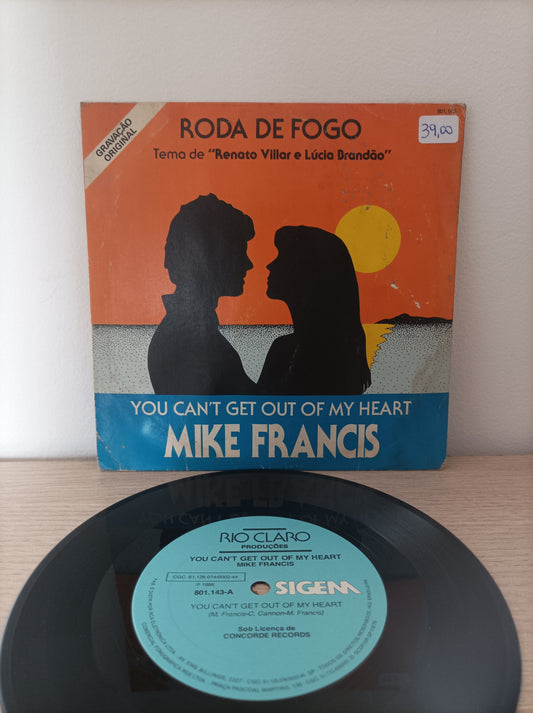 GRAVAÇÃO
ORIGINAL
RODA DE FOGO
39,00
Tema de "Renato Villar e Lúcia Brandão"
YOU CAN'T GET OUT OF MY HEART
MIKE FRANCIS
RIO CLARO
PRODUÇÕES
YOU CAN'T GET OUT OF MY HEART
MIKE FRANCIS
P 1986
801.143-A
SIGEM
YOU CAN'T GET OUT OF MY HEART
(M. Francis-C. Cannon-M. Francis)
Sob Licença de
CONCORDE RECORDS